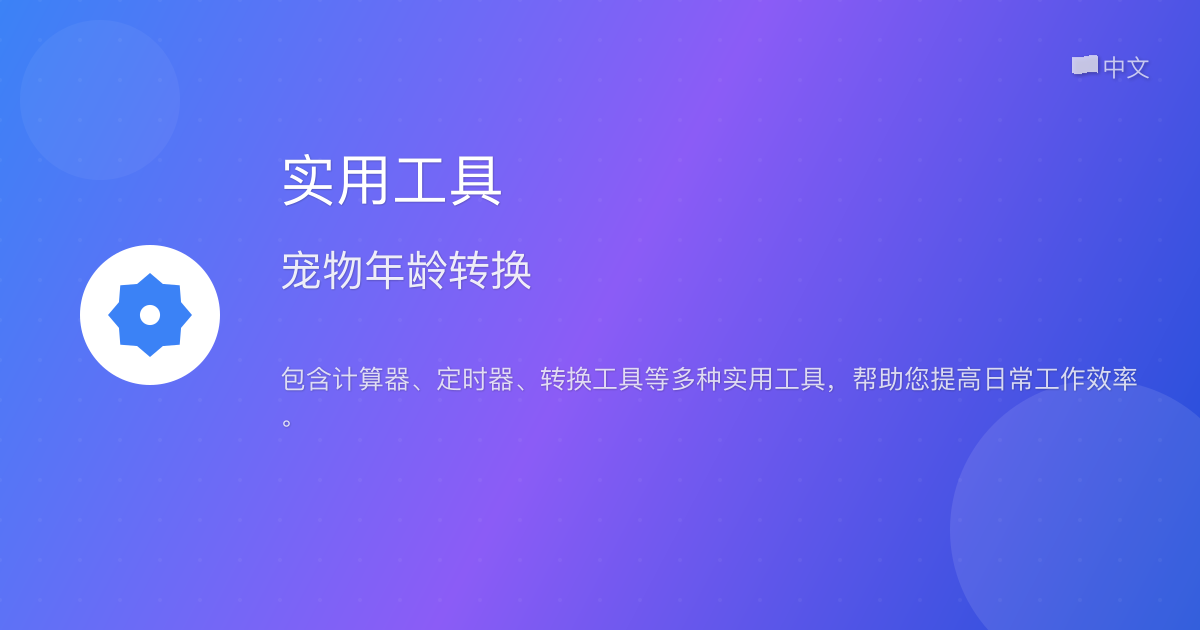 中文
实用工具
宠物年龄转换
包含计算器、定时器、转换工具等多种实用工具，帮助您提高日常工作效率
。